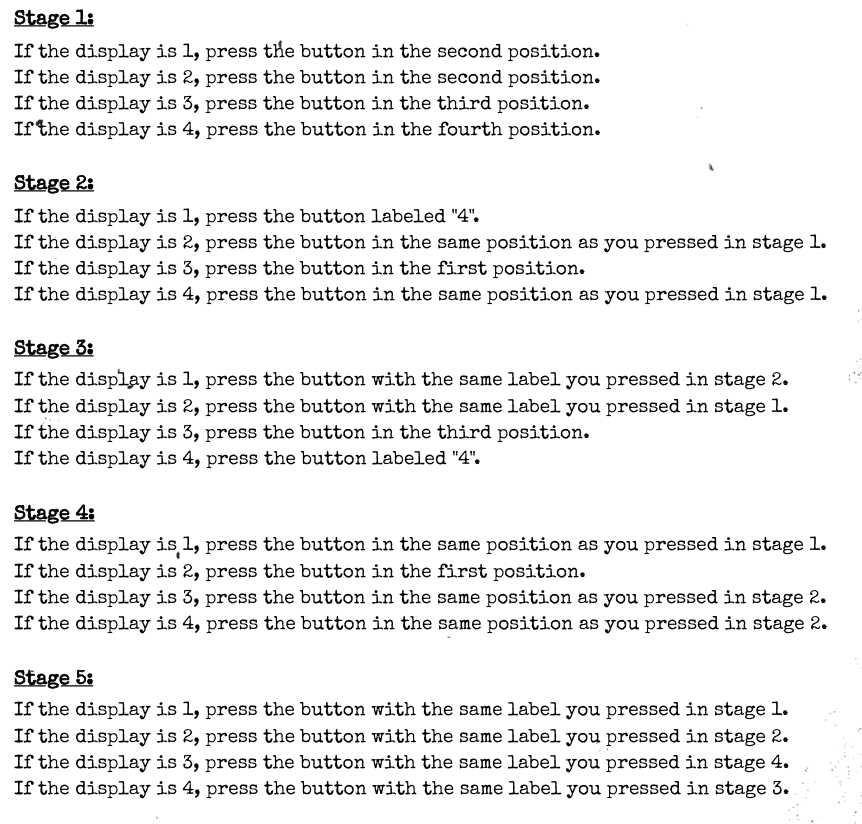 Stage 1:
If the display is 1, press the button in the second position.
If the display is 2, press the button in the second position.
If the display is 3, press the button in the third position.
If the display is 4, press the button in the fourth position.
Stage 2:
If the display is 1, press the button labeled "4".
If the display is 2, press the button in the same position as you pressed in stage 1.
If the display is 3, press the button in the first position.
If the display is 4, press the button in the same position as you pressed in stage 1.
Stage 3:
If the display is 1, press the button with the same label you pressed in stage 2.
If the display is 2, press the button with the same label you pressed in stage 1.
If the display is 3, press the button in the third position.
If the display is 4, press the button labeled "4".
Stage 4:
If the display is 1, press the button in the same position as you pressed in stage 1.
If the display is 2, press the button in the first position.
If the display is 3, press the button in the same position as you pressed in stage 2.
If the display is 4, press the button in the same position as you pressed in stage 2.
Stage 5:
If the display is 1, press the button with the same label you pressed in stage 1.
If the display is 2, press the button with the same label you pressed in stage 2.
If the display is 3, press the button with the same label you pressed in stage 4.
If the display is 4, press the button with the same label you pressed in stage 3.